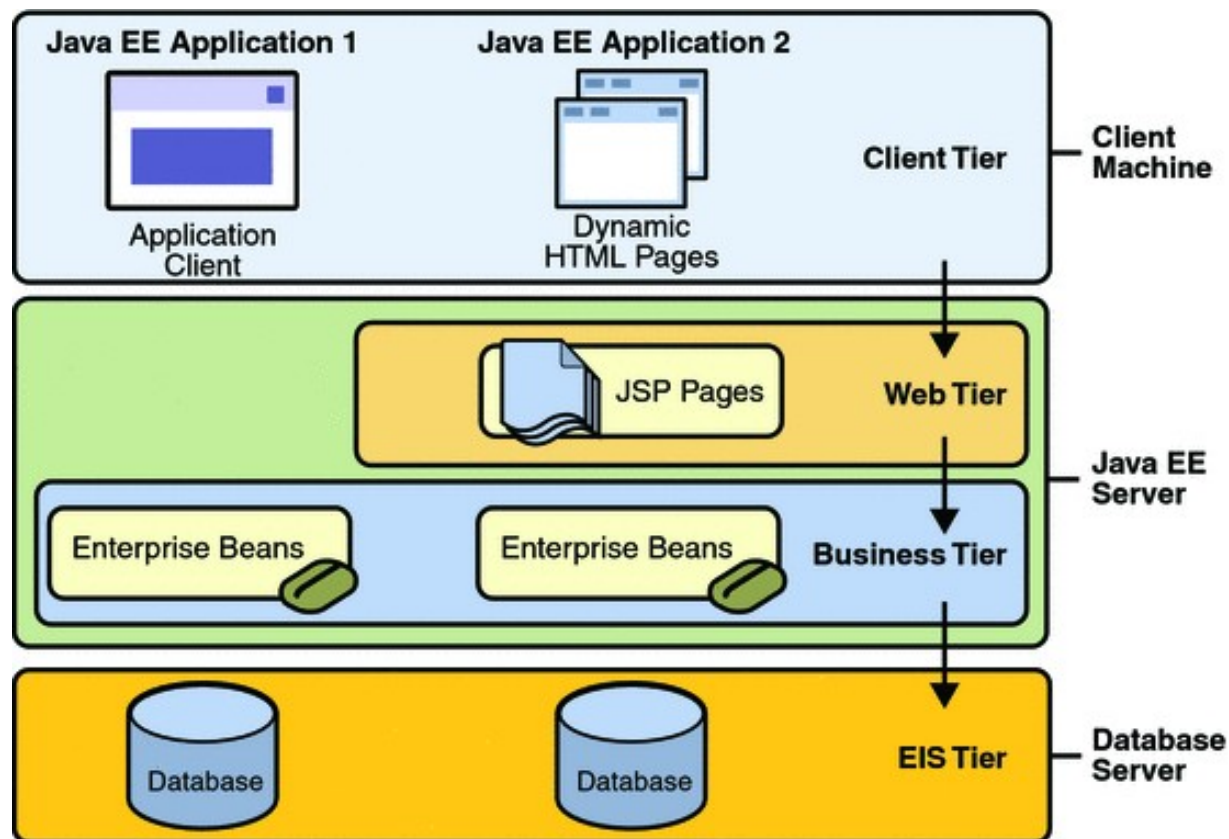 Java EE Application 1
Java EE Application 2
Application
Client
Dynamic
HTML Pages
Client Tier
Client
Machine
JSP Pages
Web Tier
Java EE
Server
Enterprise Beans
Enterprise Beans
Business Tier
Database
Database
EIS Tier
Database
Server